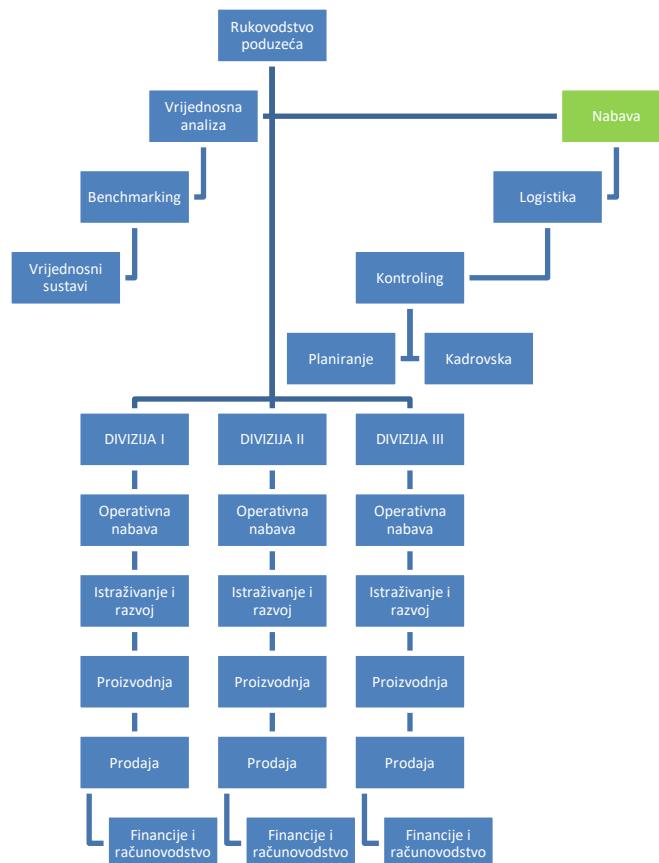 Rukovodstvo
poduzeća
Vrijednosna
analiza
Nabava
Benchmarking
Logistika
Vrijednosni
sustavi
Kontroling
Planiranje
Kadrovska
DIVIZIJA I
DIVIZIJA II
DIVIZIJA III
Operativna
nabava
Operativna
nabava
Operativna
nabava
Istraživanje i
razvoj
Istraživanje i
razvoj
Istraživanje i
razvoj
Proizvodnja
Proizvodnja
Proizvodnja
Prodaja
Prodaja
Prodaja
Financije i
računovodstvo
Financije i
računovodstvo
Financije i
računovodstvo